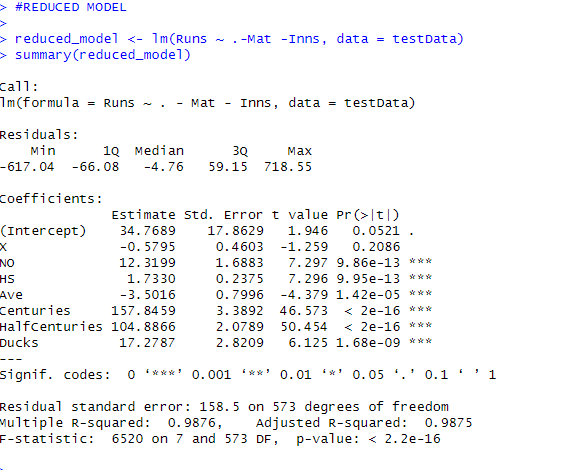 > #REDUCED MODEL
>
> reduced_model <- lm(Runs ~ .-Mat -Inns, data = testData)
> summary(reduced_model)
Call:
lm(formula = Runs ~ . - Mat - Inns, data = testData)
Residuals:
    Min      1Q  Median      3Q     Max
-617.04  -66.08   -4.76   59.15  718.55
Coefficients:
              Estimate Std. Error t value Pr(>|t|)
(Intercept)    34.7689    17.8629   1.946   0.0521 .
X              -0.5795     0.4603  -1.259   0.2086
NO             12.3199     1.6883   7.297 9.86e-13 ***
HS              1.7330     0.2375   7.296 9.95e-13 ***
Ave            -3.5016     0.7996  -4.379 1.42e-05 ***
Centuries     157.8459     3.3892  46.573  < 2e-16 ***
HalfCenturies 104.8866     2.0789  50.454  < 2e-16 ***
Ducks          17.2787     2.8209   6.125 1.68e-09 ***
---
Signif. codes:  0 ‘***’ 0.001 ‘**’ 0.01 ‘*’ 0.05 ‘.’ 0.1 ‘ ’ 1
Residual standard error: 158.5 on 573 degrees of freedom
Multiple R-squared:  0.9876,    Adjusted R-squared:  0.9875
F-statistic:  6520 on 7 and 573 DF,  p-value: < 2.2e-16